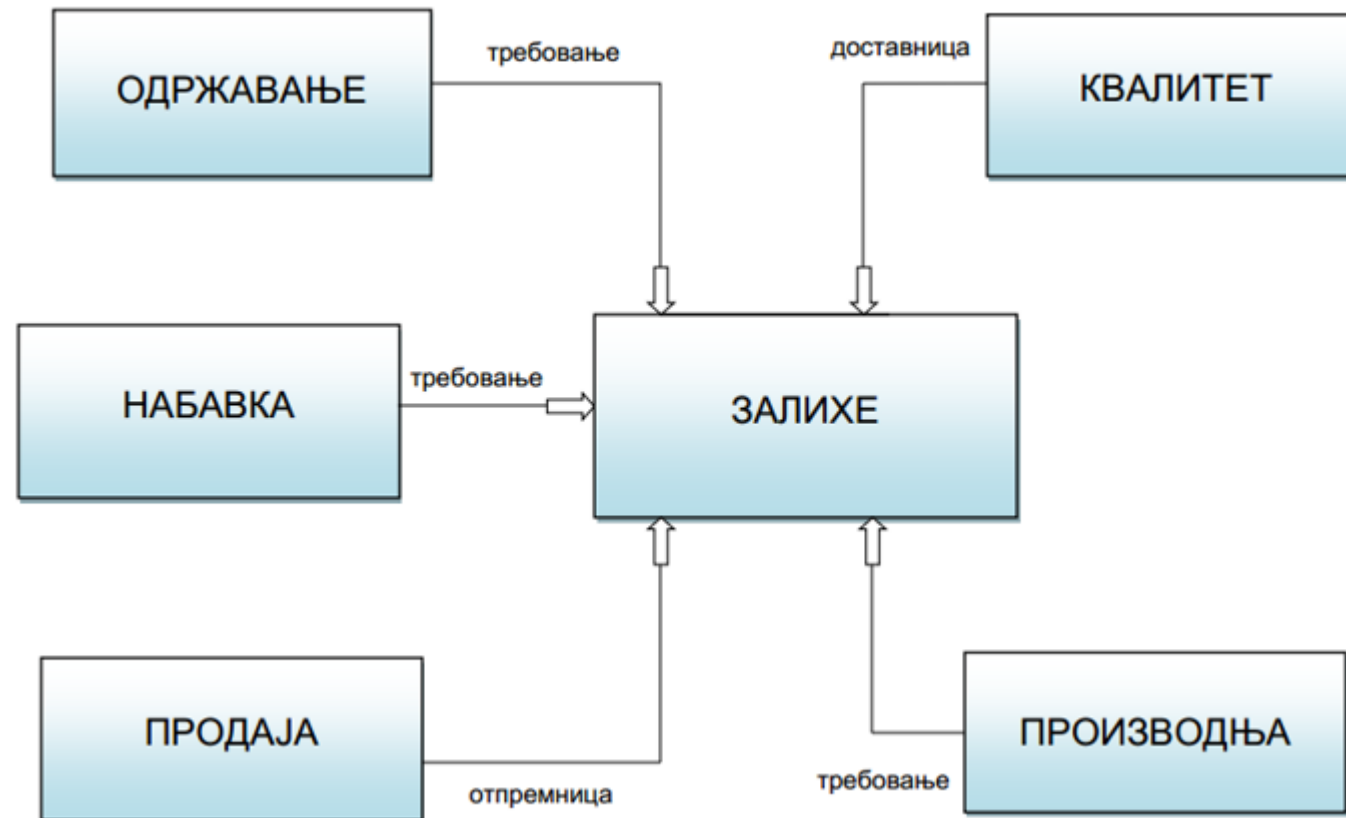 требовање
доставница
ОДРЖАВАЊЕ
КВАЛИТЕТ
требовање
НАБАВКА
ЗАЛИХЕ
ПРОДАЈА
ПРОИЗВОДЊА
отпремница
требовање